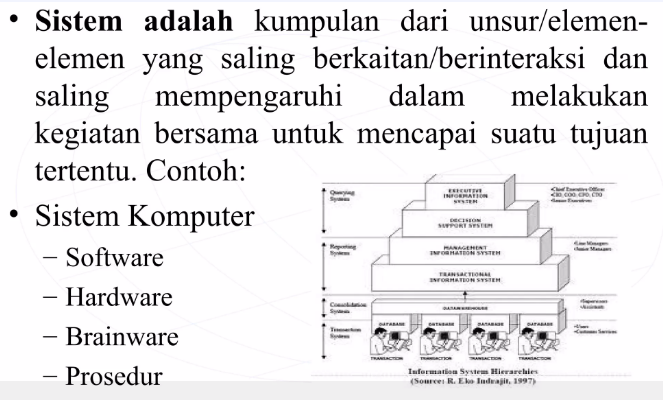 • Sistem adalah kumpulan dari unsur/elemen-
elemen yang saling berkaitan/berinteraksi dan
saling mempengaruhi dalam melakukan
kegiatan bersama untuk mencapai suatu tujuan
tertentu. Contoh:
• Sistem Komputer
– Software
– Hardware
– Brainware
– Prosedur
Querying
System
EXECUTIVE
INFORMATION
SYSTEM
•Chief Executive Officer
•CIO, COO, CFO, CTO
•Senior Executives
DECISION
SUPPORT SYSTEM
Reporting
System
MANAGEMENT
INFORMATION SYSTEM
•Line Managers
•Junior Managers
TRANSACTIONAL
INFORMATION SYSTEM
Consolidation
System
DATAWAREHOUSE
•Supervisors
•Assistants
Transaction
System
DATABASE DATABASE DATABASE DATABASE
•Users
•Customer Services
TRANSACTION TRANSACTION TRANSACTION TRANSACTION
Information System Hierarchies
(Source: R. Eko Indrajit, 1997)